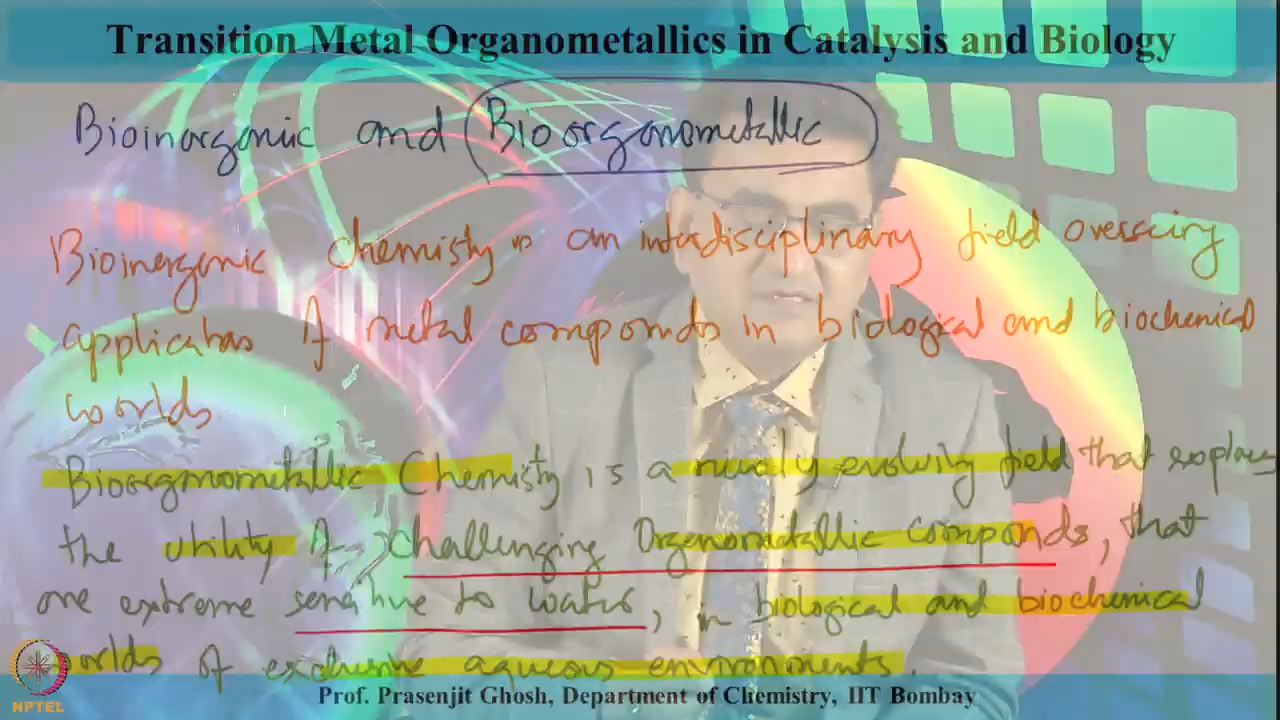 Transition Metal Organometallics in Catalysis and Biology
Bioinorganic and Bioorganometallic
Bioinorganic Chemistry is an interdisciplinary field overseeing
applications of metal compounds in biological and biochemical
worlds.
Bioorganometallic Chemistry is a newly evolving field that explores
the utility of challenging Organometallic compounds, that
are extreme sensitive to water, in biological and biochemical
worlds of exclusive aqueous environments.
Prof. Prasenjit Ghosh, Department of Chemistry, IIT Bombay
NPTEL